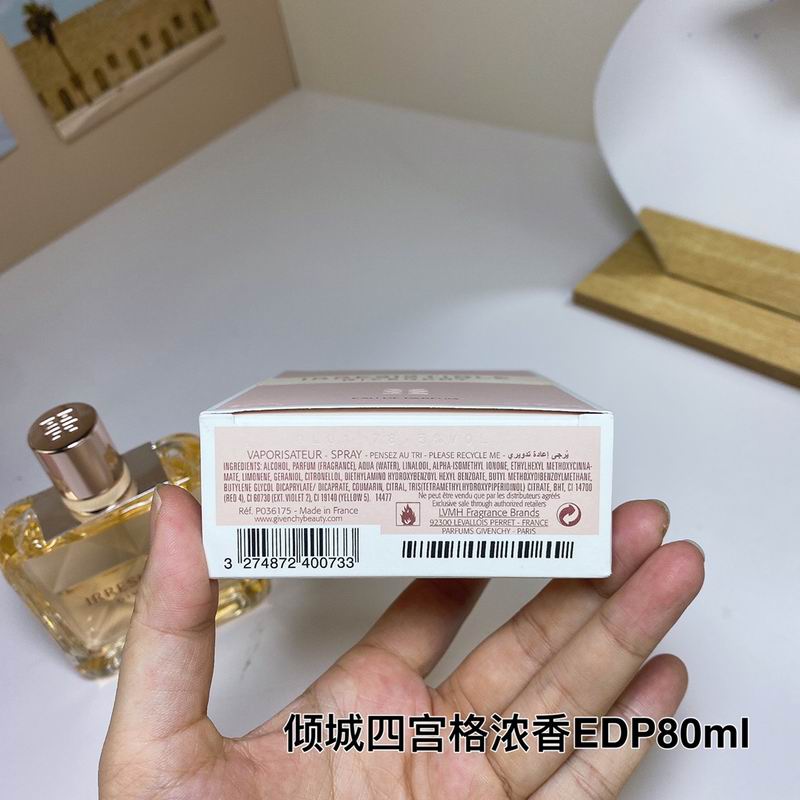 EAU DE PARFUM
VAPORISATEUR - SPRAY - PENSEZ AU TRI - PLEASE RECYCLE ME - يُرجى إعادة تدويري
INGREDIENTS: ALCOHOL, PARFUM (FRAGRANCE), AQUA (WATER), LINALOOL, ALPHA-ISOMETHYL IONONE, ETHYLHEXYL METHOXYCINNA-
MATE, LIMONENE, GERANIOL, CITRONELLOL, DIETHYLAMINO HYDROXYBENZOYL HEXYL BENZOATE, BUTYL METHOXYDIBENZOYLMETHANE,
BUTYLENE GLYCOL DICAPRYLATE/ DICAPRATE, COUMARIN, CITRAL, TRIS(TETRAMETHYLHYDROXYPIPERIDINOL) CITRATE, BHT, CI 14700
(RED 4), CI 60730 (EXT. VIOLET 2), CI 19140 (YELLOW 5). 14477
Ne peut être vendu que par les distributeurs agréés
Exclusive sale through authorized retailers
Réf. P036175 - Made in France
www.givenchybeauty.com
LVMH Fragrance Brands
92300 LEVALLOIS PERRET - FRANCE
PARFUMS GIVENCHY - PARIS
3 274872 400733
倾城四宫格浓香EDP80ml